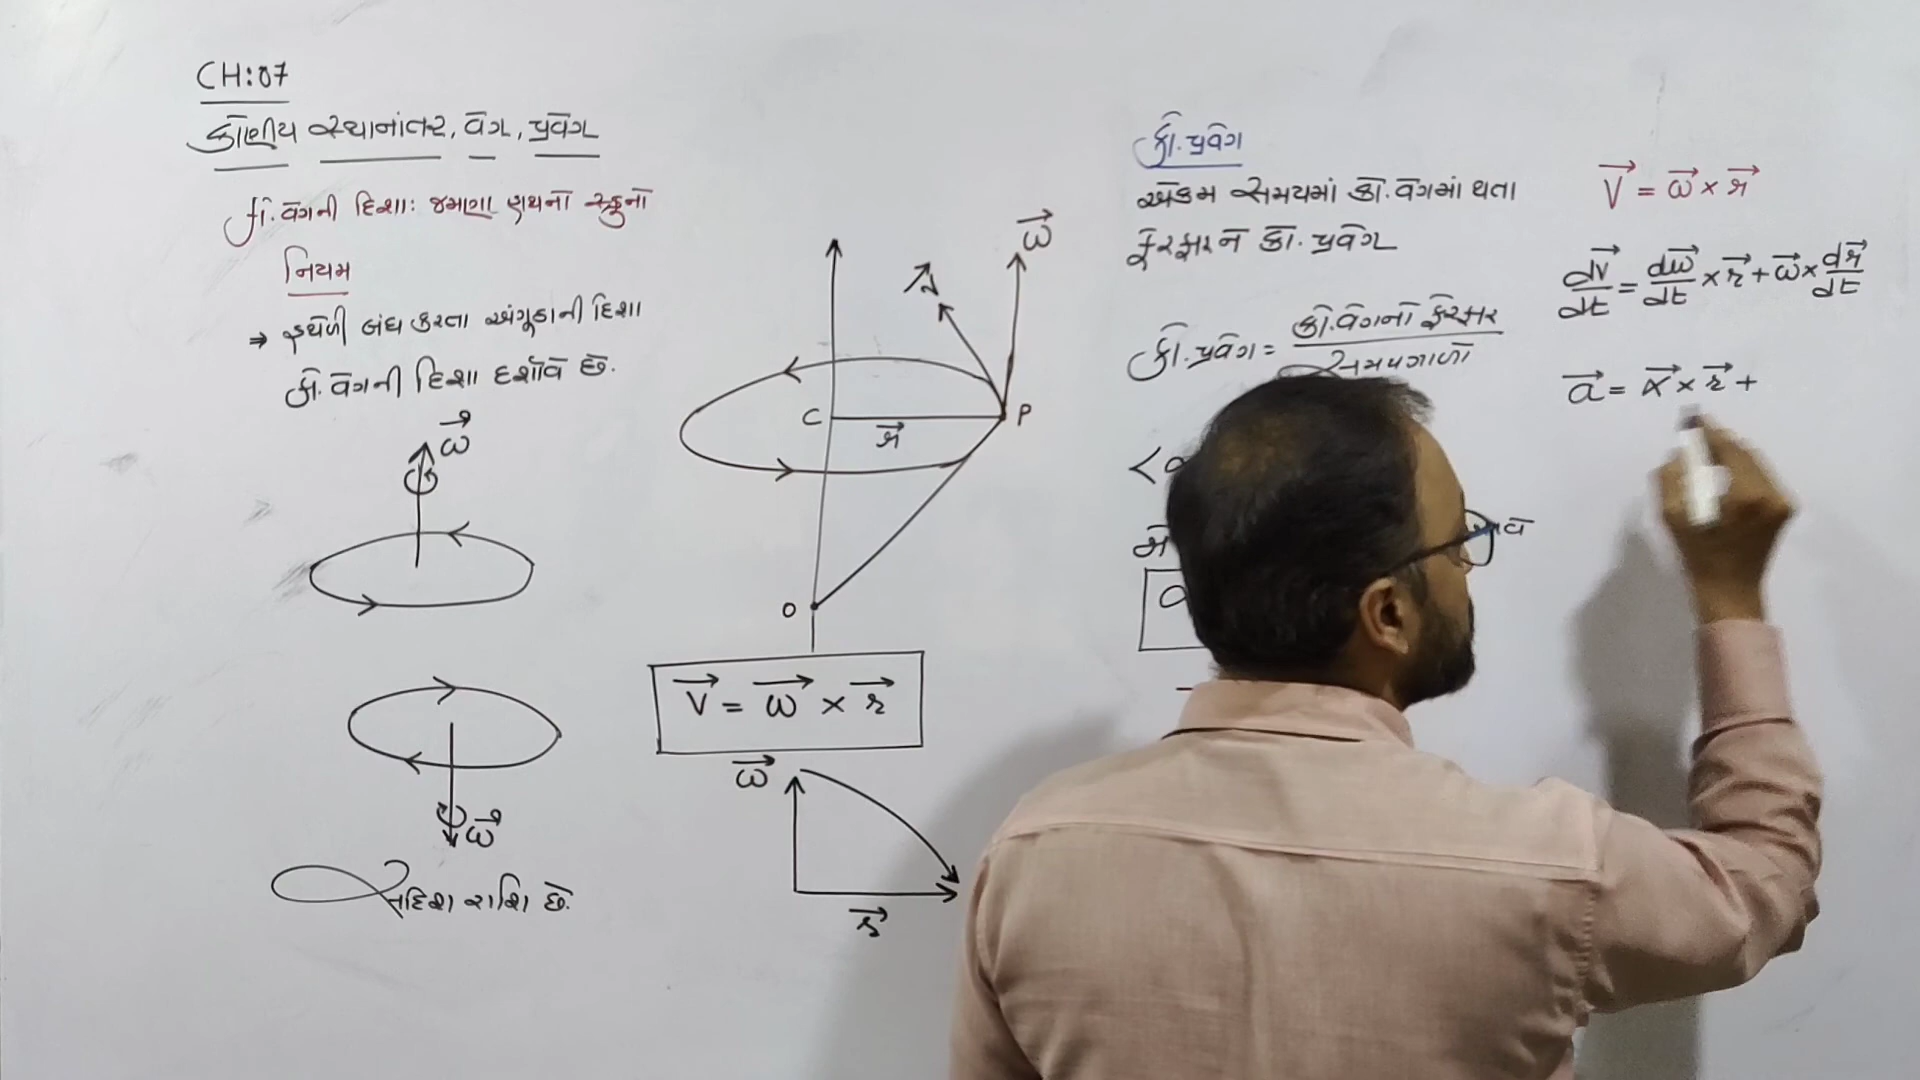 CH:07
કોણીય સ્થાનાંતર, વેગ, પ્રવેગ
કો. વેગની દિશા: જમણા હાથનો સ્ક્રુનો
નિયમ
⇒ હથેળી બંધ કરતા અંગૂઠાની દિશા
કો. વેગની દિશા દર્શાવે છે.
ω⃗
ω⃗
સદિશ રાશિ છે.
ω⃗
v⃗
C
r⃗
P
O
V⃗ = ω⃗ × r⃗
ω⃗
r⃗
કો. પ્રવેગ
એકમ સમયમાં કો. વેગમાં થતા
ફેરફારને કો. પ્રવેગ
કો. પ્રવેગ = કો. વેગનો ફેરફાર / સમયગાળો
V⃗ = ω⃗ × r⃗
dv⃗/dt = dω⃗/dt × r⃗ + ω⃗ × dr⃗/dt
a⃗ = α⃗ × r⃗ +